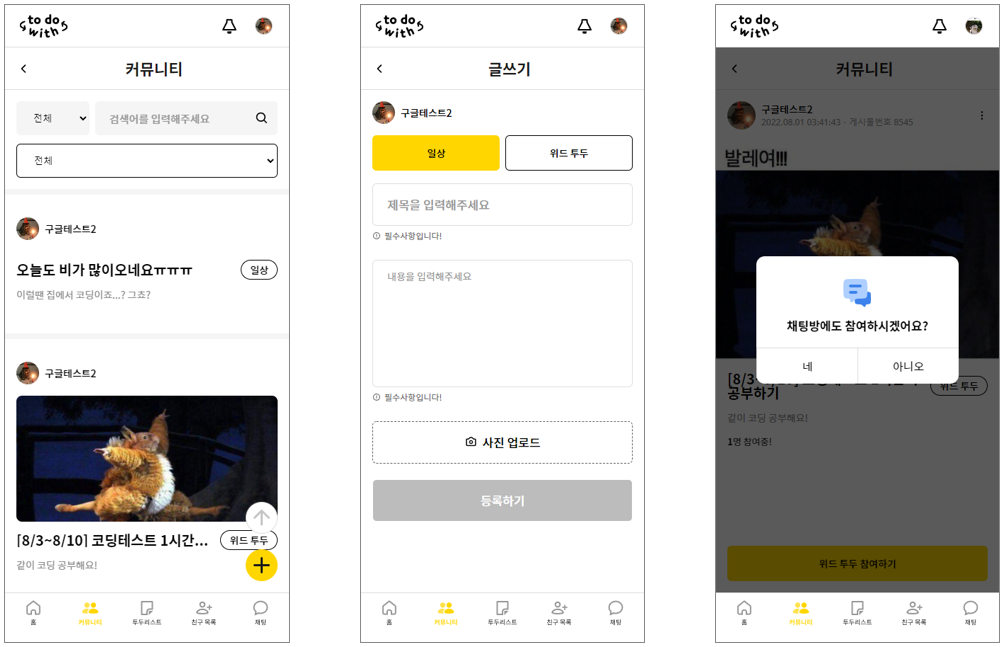 to do
with
커뮤니티
전체
검색어를 입력해주세요
전체
구글테스트2
오늘도 비가 많이오네요ㅠㅠㅠ
일상
이럴땐 집에서 코딩이죠...? 그쵸?
구글테스트2
[8/3~8/10] 코딩테스트 1시간...
위드 투두
같이 코딩 공부해요!
홈
커뮤니티
투두리스트
친구 목록
채팅
to do
with
글쓰기
구글테스트2
일상
위드 투두
제목을 입력해주세요
필수사항입니다!
내용을 입력해주세요
필수사항입니다!
사진 업로드
등록하기
홈
커뮤니티
투두리스트
친구 목록
채팅
to do
with
커뮤니티
구글테스트2
2022.08.01 03:41:43 - 게시물번호 8545
발레여!!!
채팅방에도 참여하시겠어요?
네
아니오
[8/3
공부하기
위드 투두
같이 코딩 공부해요!
1명 참여중!
위드 투두 참여하기
홈
커뮤니티
투두리스트
친구 목록
채팅